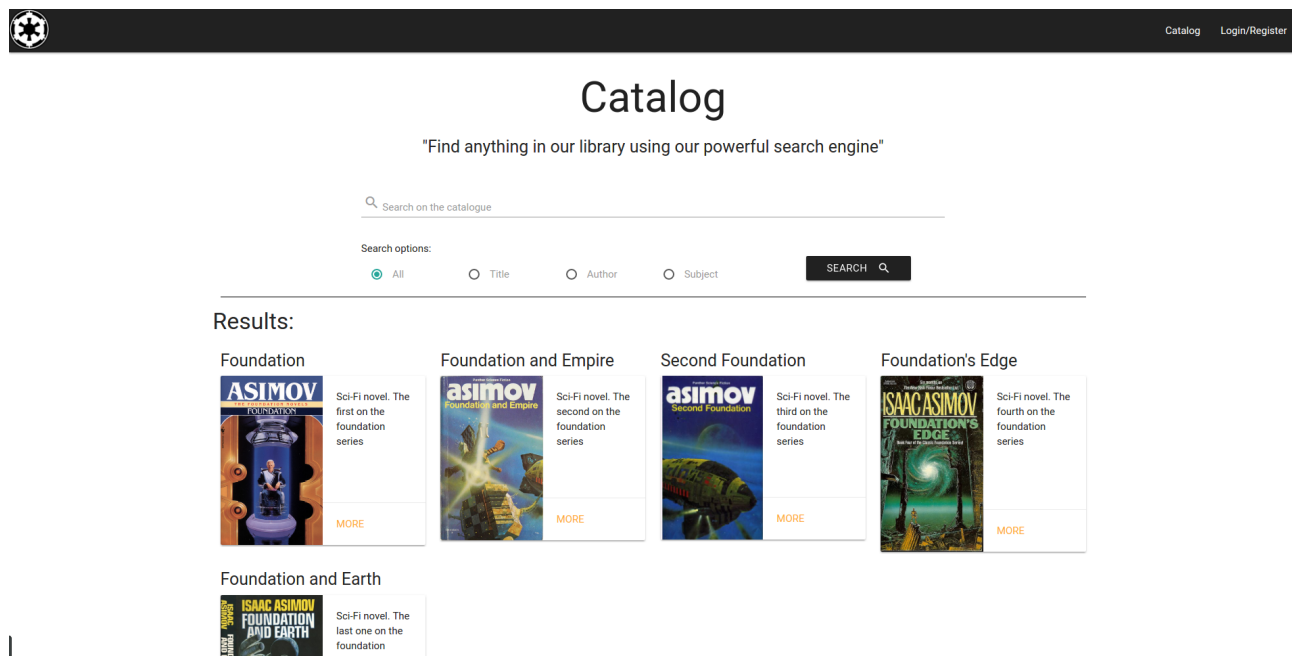 Catalog
Login/Register
Catalog
"Find anything in our library using our powerful search engine"
Search on the catalogue
Search options:
All
Title
Author
Subject
SEARCH
Results:
Foundation
ASIMOV
THE FOUNDATION NOVELS
FOUNDATION
Sci-Fi novel. The
first on the
foundation
series
MORE
Foundation and Empire
asimov
Foundation and Empire
Sci-Fi novel. The
second on the
foundation
series
MORE
Second Foundation
asimov
Second Foundation
Sci-Fi novel. The
third on the
foundation
series
MORE
Foundation's Edge
ISAAC ASIMOV
FOUNDATION'S
EDGE
Sci-Fi novel. The
fourth on the
foundation
series
MORE
Foundation and Earth
ISAAC ASIMOV
FOUNDATION
AND EARTH
ISAAC
ASIMOV
Sci-Fi novel. The
last one on the
foundation